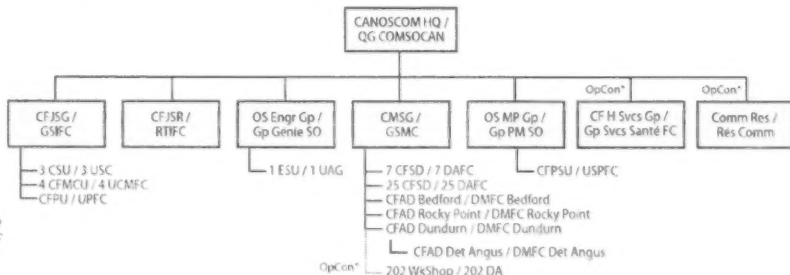 CANOSCOM HQ /
QG COMSOCAN
OpCon*
OpCon*
CFJSG /
GSIFC
CFJSR /
RTIFC
OS Engr Gp /
Gp Génie SO
CMSG /
GSMC
OS MP Gp /
Gp PM SO
CF H Svcs Gp /
Gp Svcs Santé FC
Comm Res /
Rés Comm
3 CSU / 3 USC
4 CFMCU / 4 UCMFC
CFPU / UPFC
1 ESU / 1 UAG
7 CFSD / 7 DAFC
25 CFSD / 25 DAFC
CFAD Bedford / DMFC Bedford
CFAD Rocky Point / DMFC Rocky Point
CFAD Dundurn / DMFC Dundurn
CFAD Det Angus / DMFC Det Angus
OpCon*
202 WkShop / 202 DA
CFPSU / USPFC